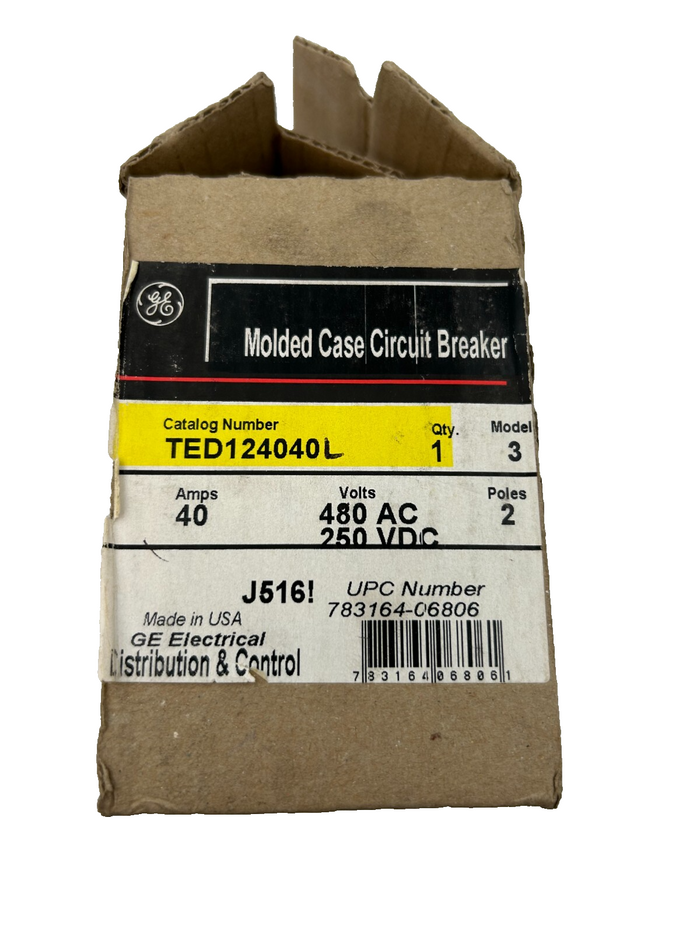 GE
Molded Case Circuit Breaker
Catalog Number Qty. Model
TED124040L 1 3
Amps Volts Poles
40 480 AC 2
250 VDC
J516!
UPC Number
783164-06806
Made in USA
GE Electrical
Distribution & Control
7 83164 06806 1